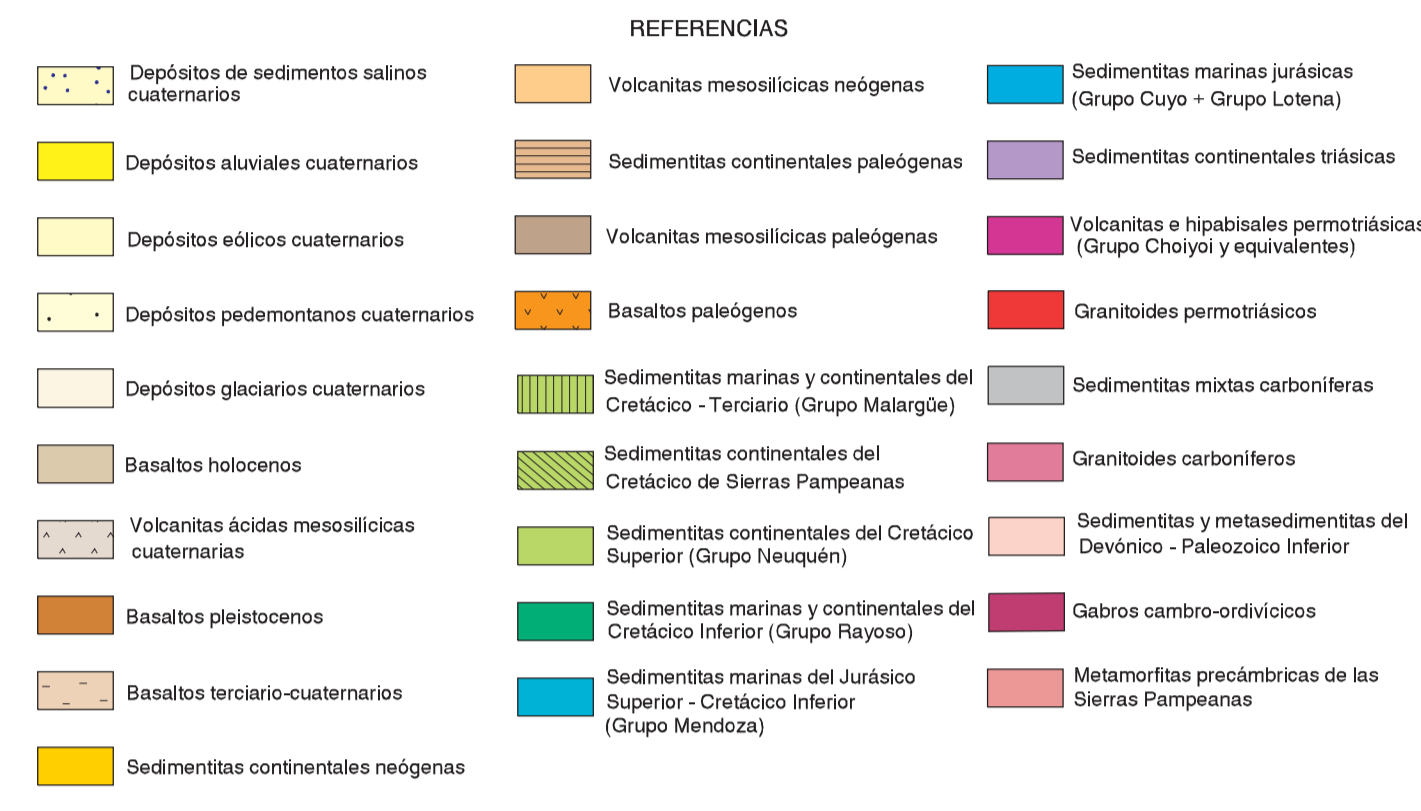 REFERENCIAS
Depósitos de sedimentos salinos
cuaternarios
Depósitos aluviales cuaternarios
Depósitos eólicos cuaternarios
Depósitos pedemontanos cuaternarios
Depósitos glaciarios cuaternarios
Basaltos holocenos
Volcanitas ácidas mesosilícicas
cuaternarias
Basaltos pleistocenos
Basaltos terciario-cuaternarios
Sedimentitas continentales neógenas
Volcanitas mesosilícicas neógenas
Sedimentitas continentales paleógenas
Volcanitas mesosilícicas paleógenas
Basaltos paleógenos
Sedimentitas marinas y continentales del
Cretácico - Terciario (Grupo Malargüe)
Sedimentitas continentales del
Cretácico de Sierras Pampeanas
Sedimentitas continentales del Cretácico
Superior (Grupo Neuquén)
Sedimentitas marinas y continentales del
Cretácico Inferior (Grupo Rayoso)
Sedimentitas marinas del Jurásico
Superior - Cretácico Inferior
(Grupo Mendoza)
Sedimentitas marinas jurásicas
(Grupo Cuyo + Grupo Lotena)
Sedimentitas continentales triásicas
Volcanitas e hipabisales permotriásicas
(Grupo Choiyoi y equivalentes)
Granitoides permotriásicos
Sedimentitas mixtas carboníferas
Granitoides carboníferos
Sedimentitas y metasedimentitas del
Devónico - Paleozoico Inferior
Gabros cambro-ordivícicos
Metamorfitas precámbricas de las
Sierras Pampeanas